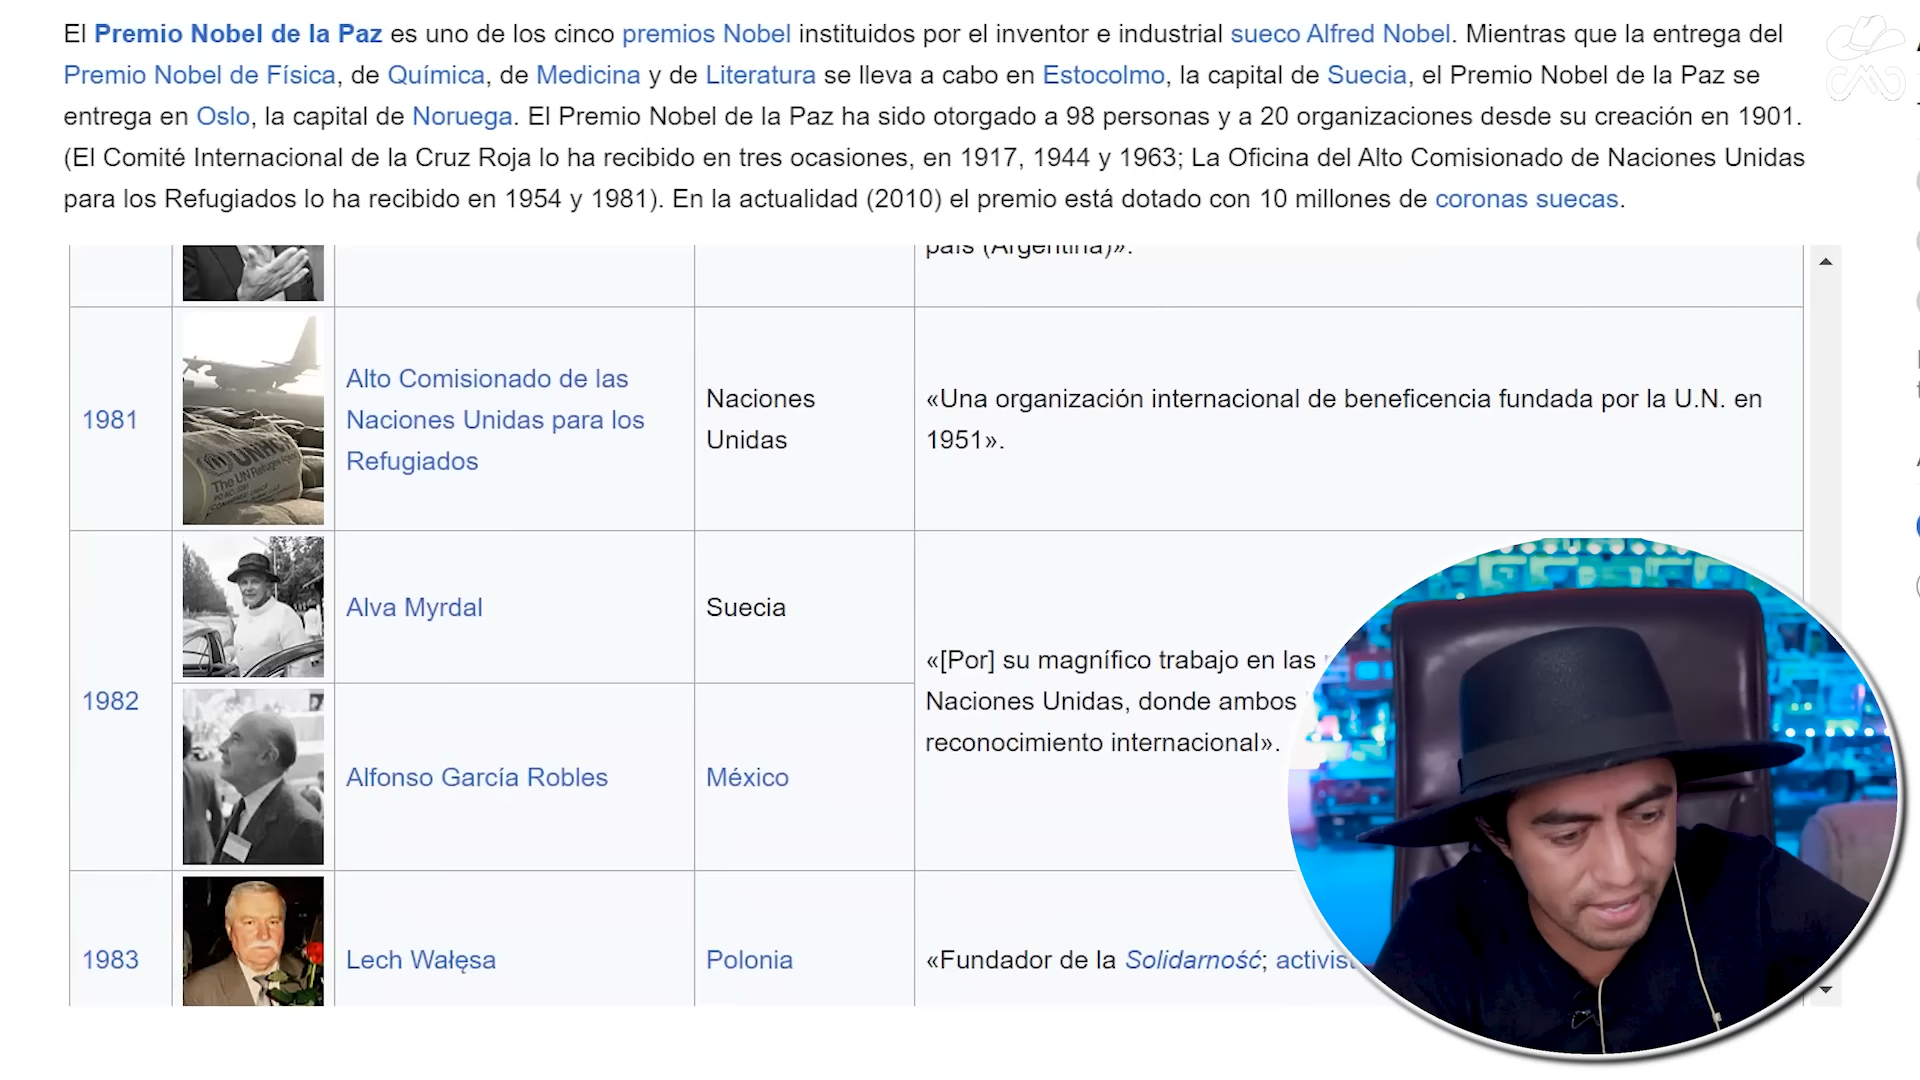 El Premio Nobel de la Paz es uno de los cinco premios Nobel instituidos por el inventor e industrial sueco Alfred Nobel. Mientras que la entrega del
Premio Nobel de Física, de Química, de Medicina y de Literatura se lleva a cabo en Estocolmo, la capital de Suecia, el Premio Nobel de la Paz se
entrega en Oslo, la capital de Noruega. El Premio Nobel de la Paz ha sido otorgado a 98 personas y a 20 organizaciones desde su creación en 1901.
(El Comité Internacional de la Cruz Roja lo ha recibido en tres ocasiones, en 1917, 1944 y 1963; La Oficina del Alto Comisionado de Naciones Unidas
para los Refugiados lo ha recibido en 1954 y 1981). En la actualidad (2010) el premio está dotado con 10 millones de coronas suecas.
país (Argentina)».
1981
UNHCR
The UN Refugee Agency
Alto Comisionado de las
Naciones Unidas para los
Refugiados
Naciones
Unidas
«Una organización internacional de beneficencia fundada por la U.N. en
1951».
1982
Alva Myrdal
Suecia
Alfonso García Robles
México
«[Por] su magnífico trabajo en las
Naciones Unidas, donde ambos
reconocimiento internacional».
1983
Lech Wałęsa
Polonia
«Fundador de la Solidarność; activis